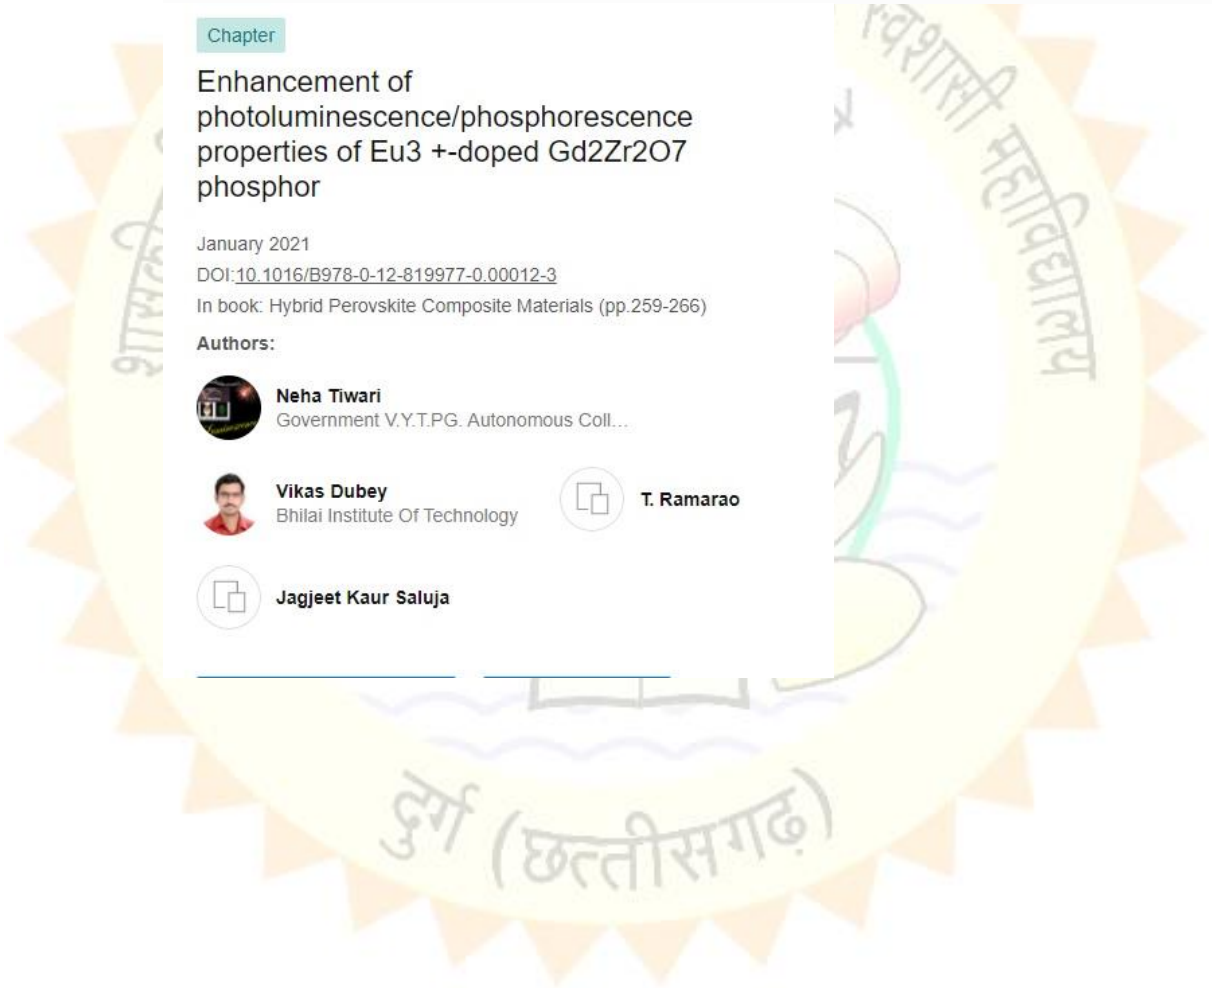 Chapter
Enhancement of
photoluminescence/phosphorescence
properties of Eu3 +-doped Gd2Zr2O7
phosphor
January 2021
DOI:10.1016/B978-0-12-819977-0.00012-3
In book: Hybrid Perovskite Composite Materials (pp.259-266)
Authors:
Neha Tiwari
Government V.Y.T.PG. Autonomous Coll...
Vikas Dubey
Bhilai Institute Of Technology
T. Ramarao
Jagjeet Kaur Saluja
स्वशासी महाविद्यालय
दुर्ग (छत्तीसगढ़)